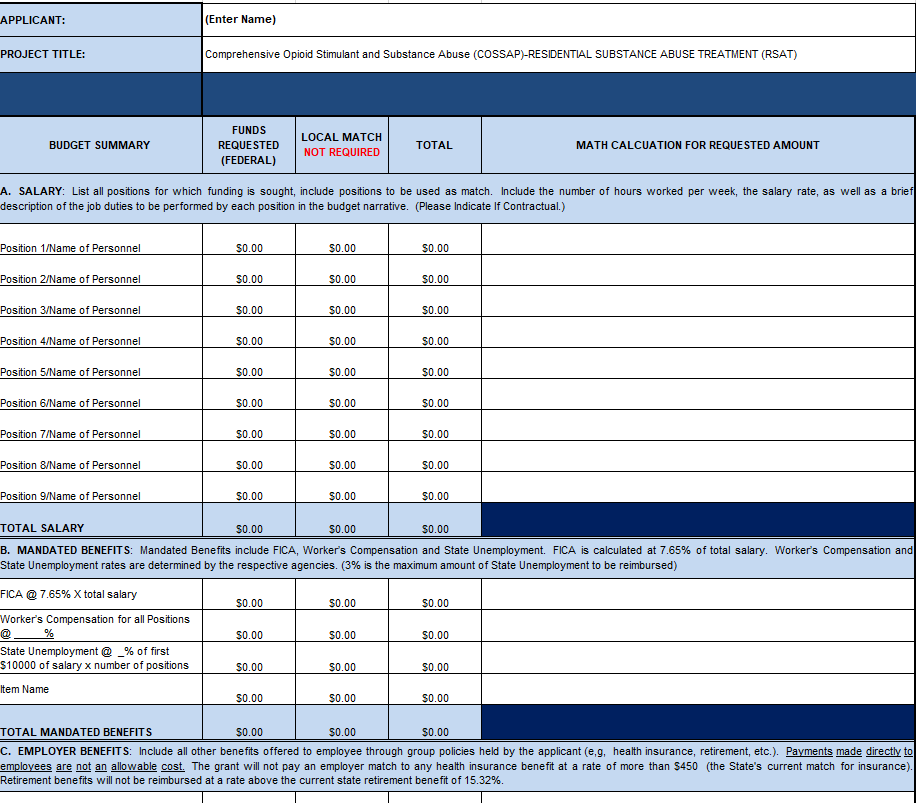 APPLICANT: (Enter Name)
PROJECT TITLE: Comprehensive Opioid Stimulant and Substance Abuse (COSSAP)-RESIDENTIAL SUBSTANCE ABUSE TREATMENT (RSAT)
BUDGET SUMMARY FUNDS REQUESTED (FEDERAL) LOCAL MATCH NOT REQUIRED TOTAL MATH CALCUATION FOR REQUESTED AMOUNT
A. SALARY: List all positions for which funding is sought, include positions to be used as match. Include the number of hours worked per week, the salary rate, as well as a brief
description of the job duties to be performed by each position in the budget narrative. (Please Indicate If Contractual.)
Position 1/Name of Personnel $0.00 $0.00 $0.00
Position 2/Name of Personnel $0.00 $0.00 $0.00
Position 3/Name of Personnel $0.00 $0.00 $0.00
Position 4/Name of Personnel $0.00 $0.00 $0.00
Position 5/Name of Personnel $0.00 $0.00 $0.00
Position 6/Name of Personnel $0.00 $0.00 $0.00
Position 7/Name of Personnel $0.00 $0.00 $0.00
Position 8/Name of Personnel $0.00 $0.00 $0.00
Position 9/Name of Personnel $0.00 $0.00 $0.00
TOTAL SALARY $0.00 $0.00 $0.00
B. MANDATED BENEFITS: Mandated Benefits include FICA, Worker's Compensation and State Unemployment. FICA is calculated at 7.65% of total salary. Worker's Compensation and
State Unemployment rates are determined by the respective agencies. (3% is the maximum amount of State Unemployment to be reimbursed)
FICA @ 7.65% X total salary $0.00 $0.00 $0.00
Worker's Compensation for all Positions
@ _____% $0.00 $0.00 $0.00
State Unemployment @ _% of first
$10000 of salary x number of positions $0.00 $0.00 $0.00
Item Name $0.00 $0.00 $0.00
TOTAL MANDATED BENEFITS $0.00 $0.00 $0.00
C. EMPLOYER BENEFITS: Include all other benefits offered to employee through group policies held by the applicant (e,g, health insurance, retirement, etc.). Payments made directly to
employees are not an allowable cost. The grant will not pay an employer match to any health insurance benefit at a rate of more than $450 (the State's current match for insurance).
Retirement benefits will not be reimbursed at a rate above the current state retirement benefit of 15.32%.